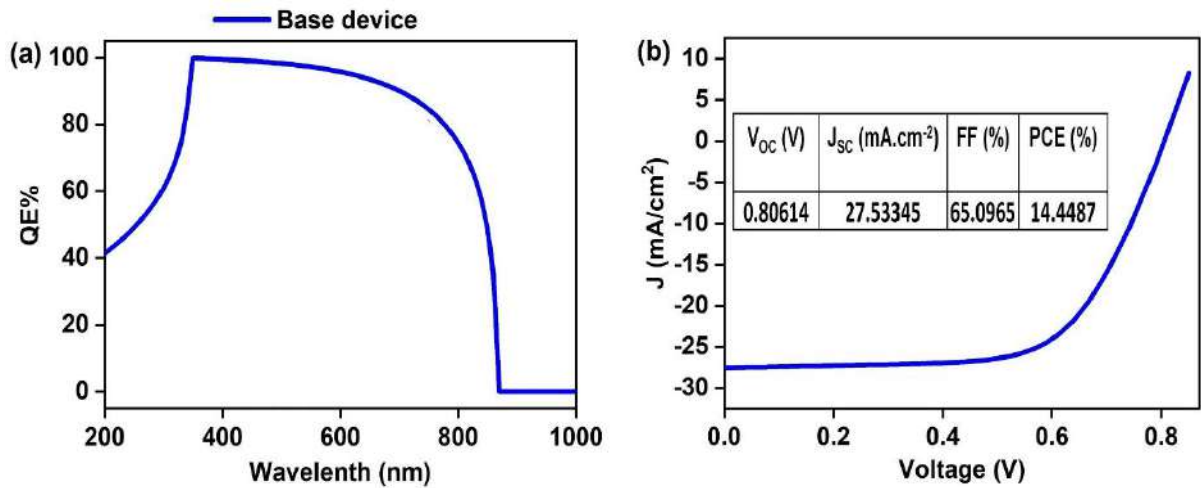 Base device
(a)
QE%
100
80
60
40
20
0
200 400 600 800 1000
Wavelenth (nm)
(b)
J (mA/cm²)
10
5
0
-5
-10
-15
-20
-25
-30
V_OC (V) J_SC (mA.cm⁻²) FF (%) PCE (%)
0.80614 27.53345 65.0965 14.4487
0.0 0.2 0.4 0.6 0.8
Voltage (V)